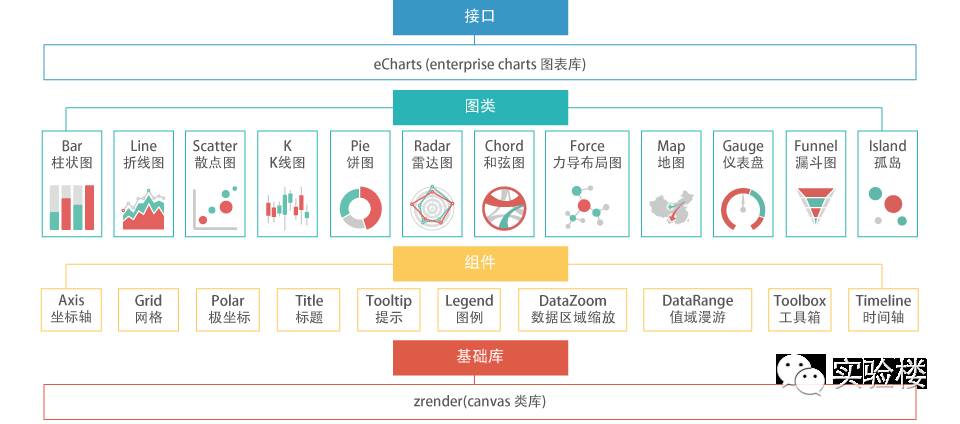 接口
eCharts (enterprise charts 图表库)
图类
Bar Line Scatter K Pie Radar Chord Force Map Gauge Funnel Island
柱状图 折线图 散点图 K线图 饼图 雷达图 和弦图 力导布局图 地图 仪表盘 漏斗图 孤岛
组件
Axis Grid Polar Title Tooltip Legend DataZoom DataRange Toolbox Timeline
坐标轴 网格 极坐标 标题 提示 图例 数据区域缩放 值域漫游 工具箱 时间轴
基础库
实验楼
zrender(canvas 类库)